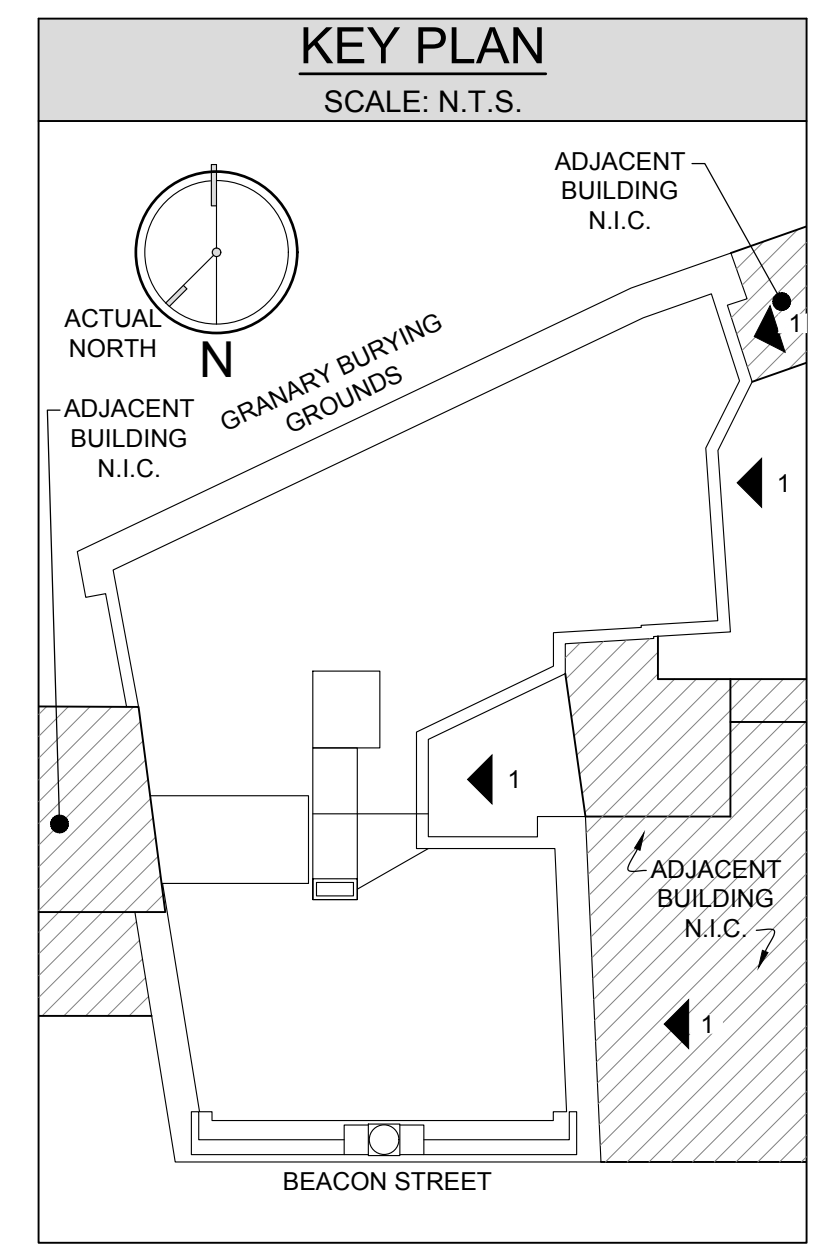 KEY PLAN
SCALE: N.T.S.
ADJACENT
BUILDING
N.I.C.
ACTUAL
NORTH
N
GRANARY BURYING
GROUNDS
1
ADJACENT
BUILDING
N.I.C.
1
1
ADJACENT
BUILDING
N.I.C.
1
BEACON STREET